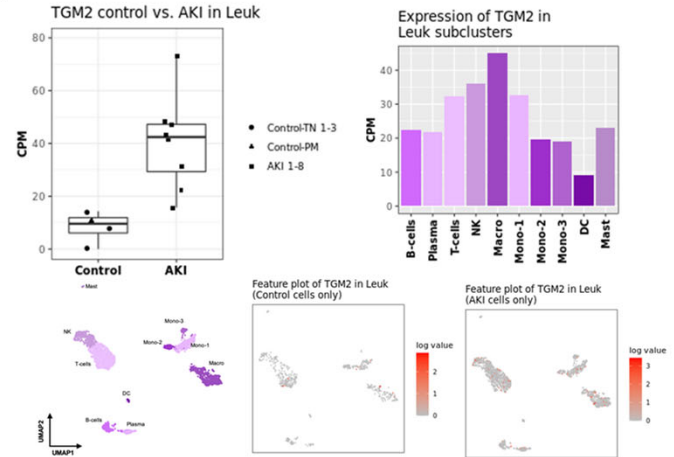 TGM2 control vs. AKI in Leuk
80
60
40
20
0
CPM
Control
AKI
Control-TN 1-3
Control-PM
AKI 1-8
Expression of TGM2 in
Leuk subclusters
40
30
20
10
0
CPM
B-cells
Plasma
T-cells
NK
Macro
Mono-1
Mono-2
Mono-3
DC
Mast
Mast
NK
T-cells
Mono-3
Mono-2
Mono-1
Macro
DC
B-cells
Plasma
UMAP2
UMAP1
Feature plot of TGM2 in Leuk
(Control cells only)
log value
2
1
0
Feature plot of TGM2 in Leuk
(AKI cells only)
log value
3
2
1
0